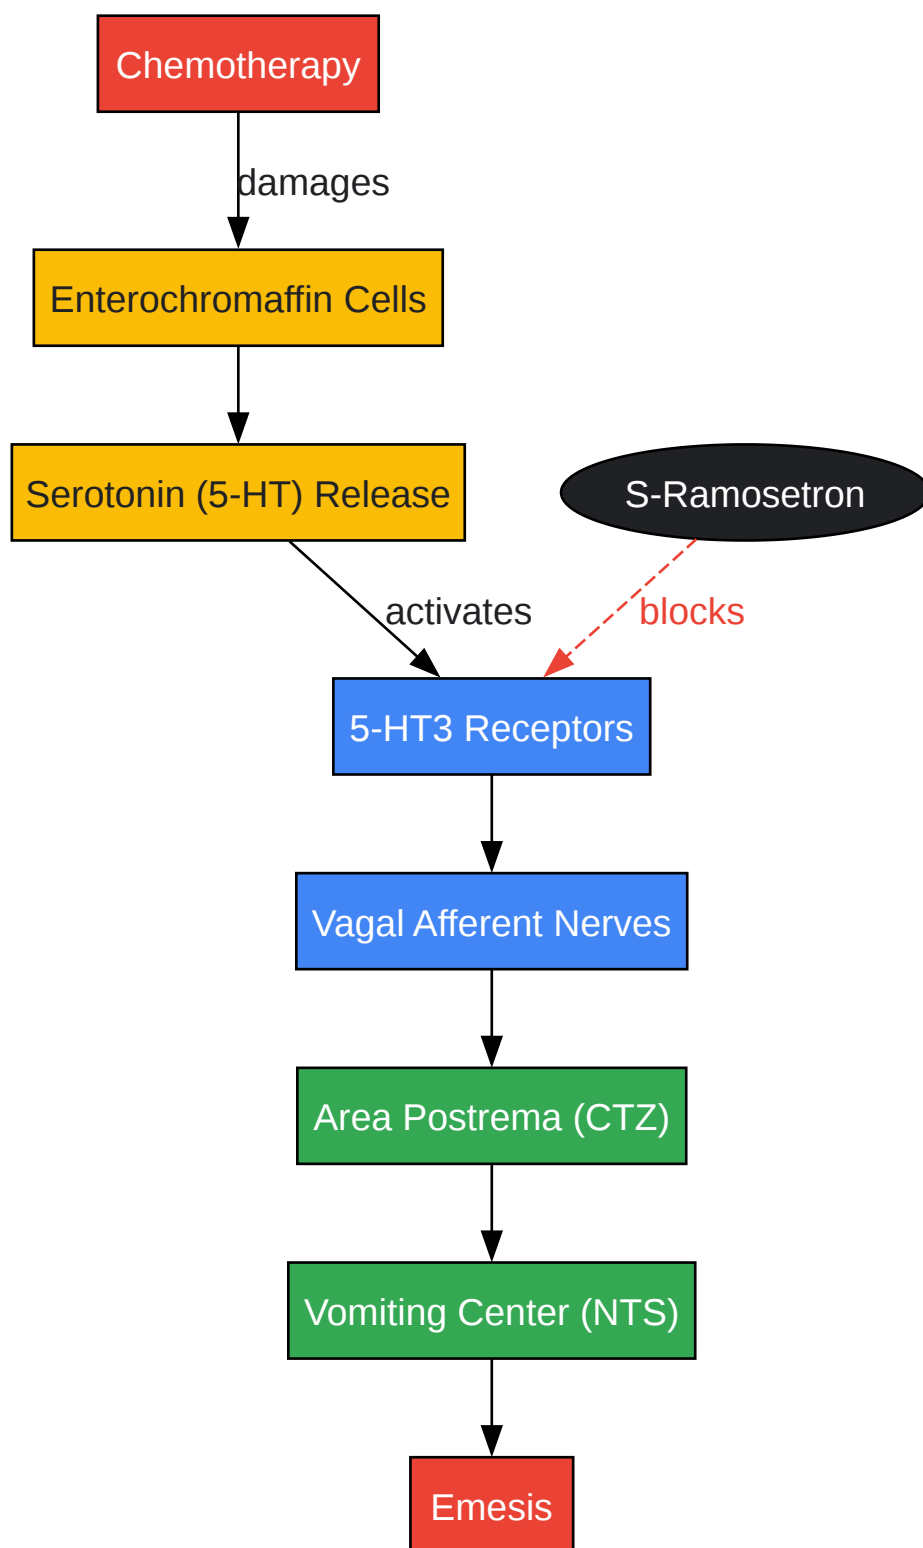 Chemotherapy
damages
Enterochromaffin Cells
Serotonin (5-HT) Release
S-Ramosetron
activates
blocks
5-HT3 Receptors
Vagal Afferent Nerves
Area Postrema (CTZ)
Vomiting Center (NTS)
Emesis